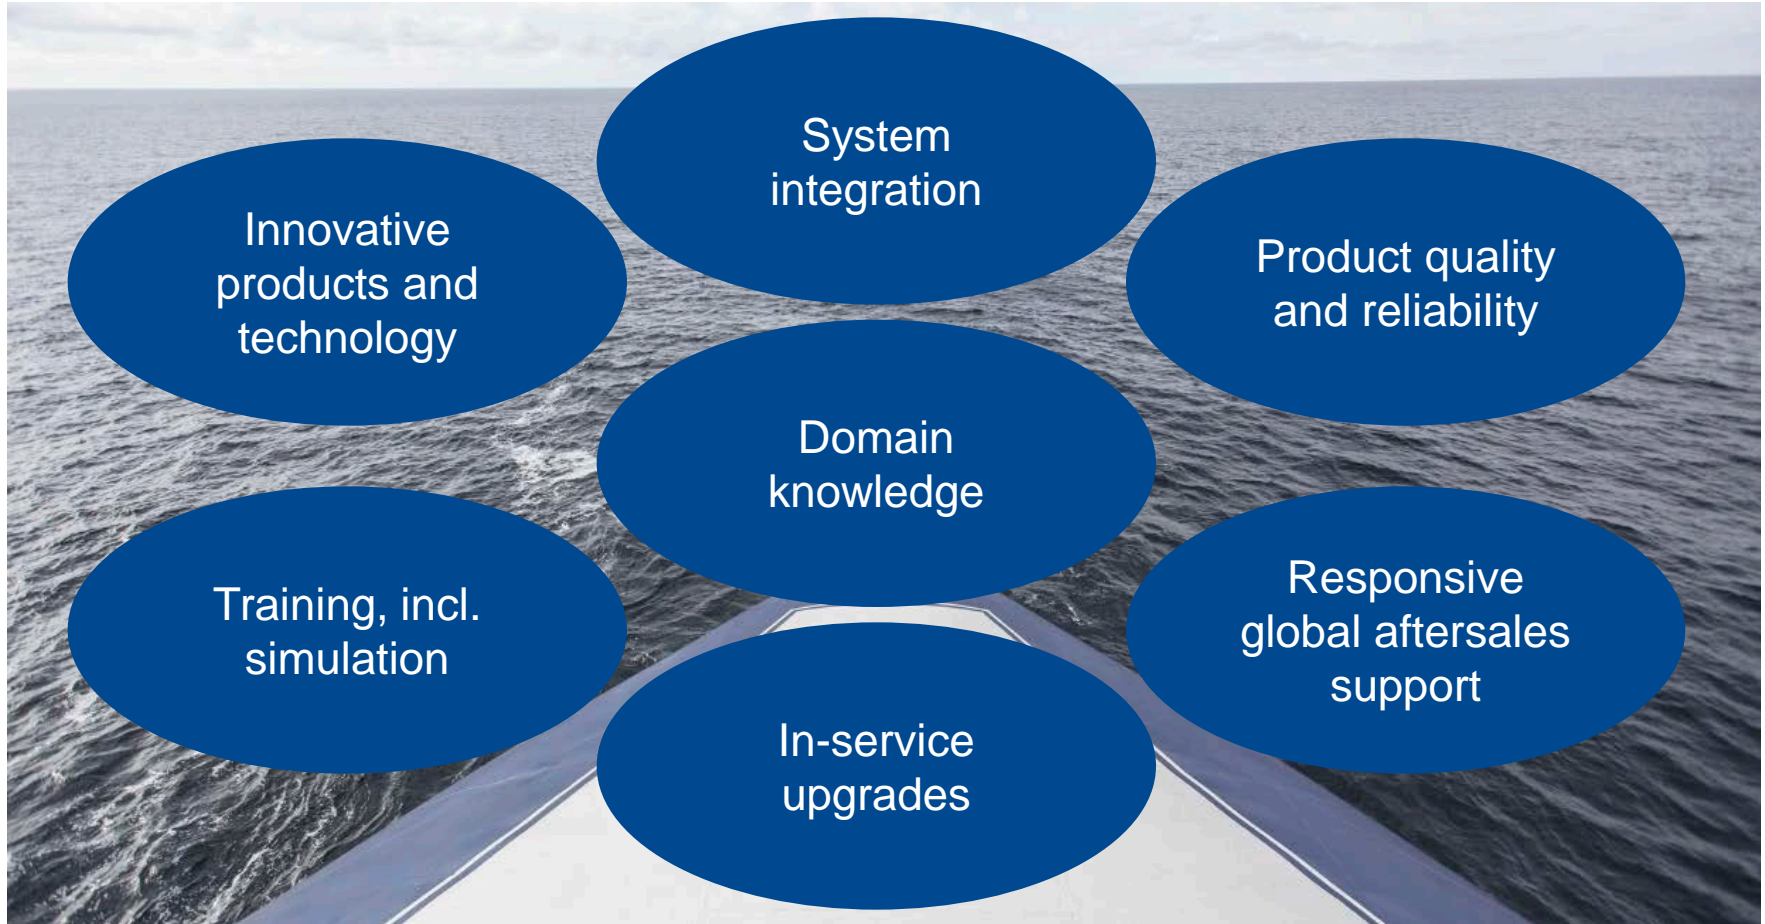 System
integration
Innovative
products and
technology
Product quality
and reliability
Domain
knowledge
Training, incl.
simulation
Responsive
global aftersales
support
In-service
upgrades